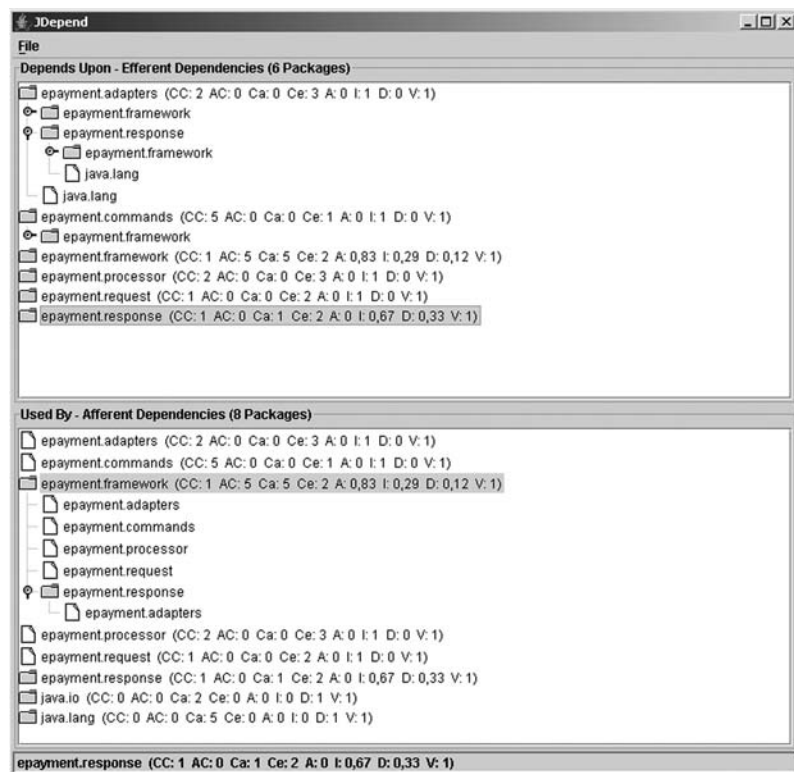 JDepend
File
Depends Upon - Efferent Dependencies (6 Packages)
epayment.adapters (CC: 2 AC: 0 Ca: 0 Ce: 3 A: 0 I: 1 D: 0 V: 1)
epayment.framework
epayment.response
epayment.framework
java.lang
java.lang
epayment.commands (CC: 5 AC: 0 Ca: 0 Ce: 1 A: 0 I: 1 D: 0 V: 1)
epayment.framework
epayment.framework (CC: 1 AC: 5 Ca: 5 Ce: 2 A: 0,83 I: 0,29 D: 0,12 V: 1)
epayment.processor (CC: 2 AC: 0 Ca: 0 Ce: 3 A: 0 I: 1 D: 0 V: 1)
epayment.request (CC: 1 AC: 0 Ca: 0 Ce: 2 A: 0 I: 1 D: 0 V: 1)
epayment.response (CC: 1 AC: 0 Ca: 1 Ce: 2 A: 0 I: 0,67 D: 0,33 V: 1)
Used By - Afferent Dependencies (8 Packages)
epayment.adapters (CC: 2 AC: 0 Ca: 0 Ce: 3 A: 0 I: 1 D: 0 V: 1)
epayment.commands (CC: 5 AC: 0 Ca: 0 Ce: 1 A: 0 I: 1 D: 0 V: 1)
epayment.framework (CC: 1 AC: 5 Ca: 5 Ce: 2 A: 0,83 I: 0,29 D: 0,12 V: 1)
epayment.adapters
epayment.commands
epayment.processor
epayment.request
epayment.response
epayment.adapters
epayment.processor (CC: 2 AC: 0 Ca: 0 Ce: 3 A: 0 I: 1 D: 0 V: 1)
epayment.request (CC: 1 AC: 0 Ca: 0 Ce: 2 A: 0 I: 1 D: 0 V: 1)
epayment.response (CC: 1 AC: 0 Ca: 1 Ce: 2 A: 0 I: 0,67 D: 0,33 V: 1)
java.io (CC: 0 AC: 0 Ca: 2 Ce: 0 A: 0 I: 0 D: 1 V: 1)
java.lang (CC: 0 AC: 0 Ca: 5 Ce: 0 A: 0 I: 0 D: 1 V: 1)
epayment.response (CC: 1 AC: 0 Ca: 1 Ce: 2 A: 0 I: 0,67 D: 0,33 V: 1)